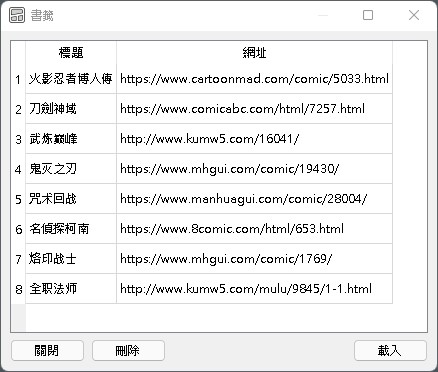 書籤
標題 網址
1 火影忍者博人傳 https://www.cartoonmad.com/comic/5033.html
2 刀劍神域 https://www.comicabc.com/html/7257.html
3 武炼巅峰 http://www.kumw5.com/16041/
4 鬼灭之刃 https://www.mhgui.com/comic/19430/
5 咒术回战 https://www.manhuagui.com/comic/28004/
6 名偵探柯南 https://www.8comic.com/html/653.html
7 烙印战士 https://www.mhgui.com/comic/1769/
8 全职法师 http://www.kumw5.com/mulu/9845/1-1.html
關閉 刪除 載入